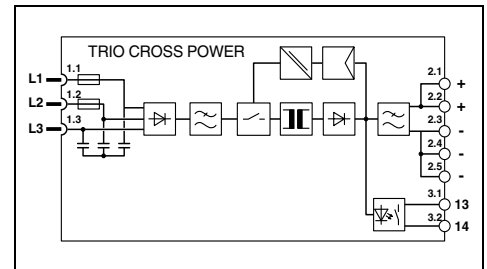 TRIO CROSS POWER
L1 1.1
L2 1.2
L3 1.3
2.1 +
2.2 +
2.3 -
2.4 -
2.5 -
3.1 13
3.2 14